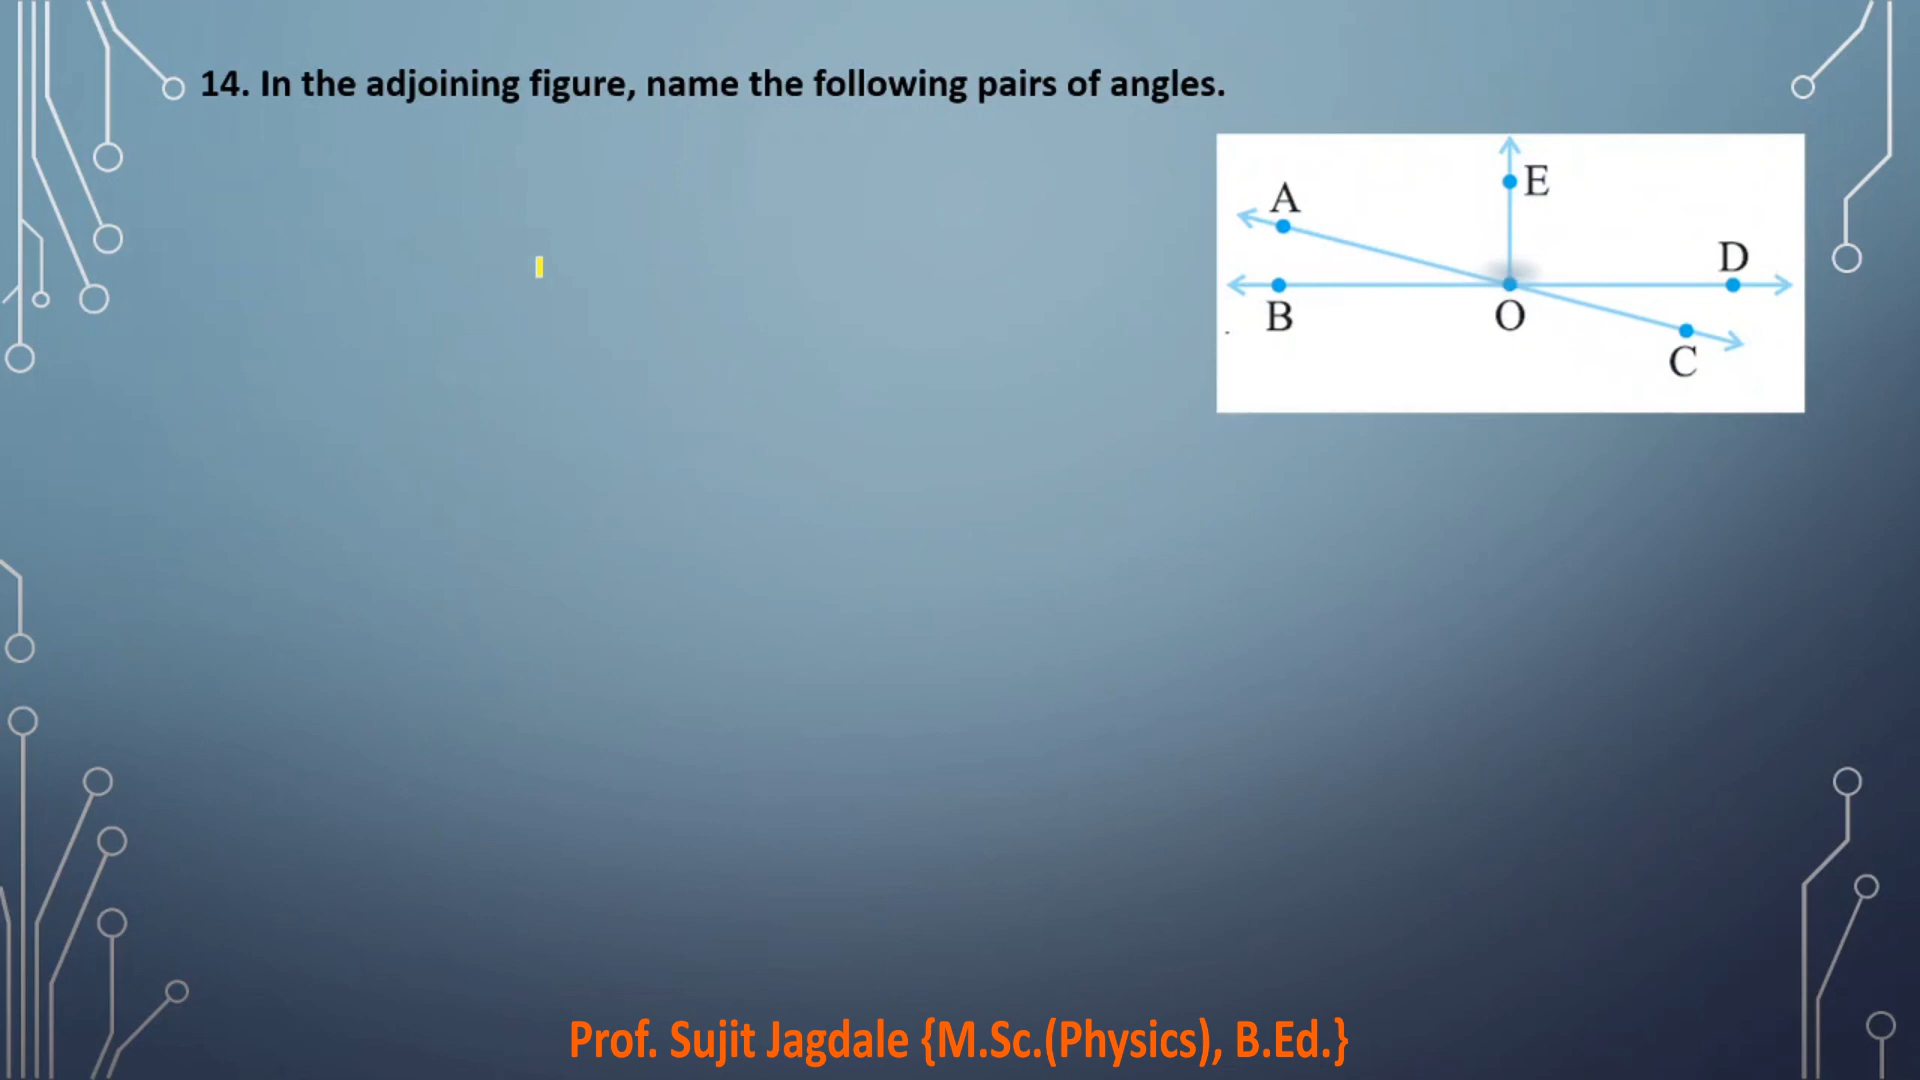 14. In the adjoining figure, name the following pairs of angles.
E
A
D
B
O
C
Prof. Sujit Jagdale {M.Sc.(Physics), B.Ed.}